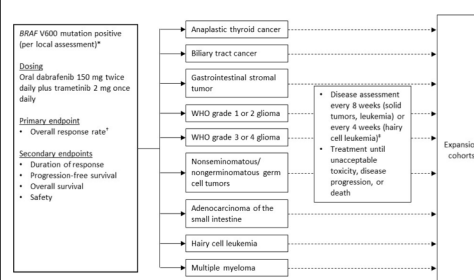 BRAF V600 mutation positive
(per local assessment)*
Dosing
Oral dabrafenib 150 mg twice
daily plus trametinib 2 mg once
daily
Primary endpoint
• Overall response rate†
Secondary endpoints
• Duration of response
• Progression-free survival
• Overall survival
• Safety
Anaplastic thyroid cancer
Biliary tract cancer
Gastrointestinal stromal
tumor
WHO grade 1 or 2 glioma
WHO grade 3 or 4 glioma
Nonseminomatous/
nongerminomatous germ
cell tumors
Adenocarcinoma of the
small intestine
Hairy cell leukemia
Multiple myeloma
• Disease assessment
every 8 weeks (solid
tumors, leukemia) or
every 4 weeks (hairy
cell leukemia)‡
• Treatment until
unacceptable
toxicity, disease
progression, or
death
Expansion
cohorts